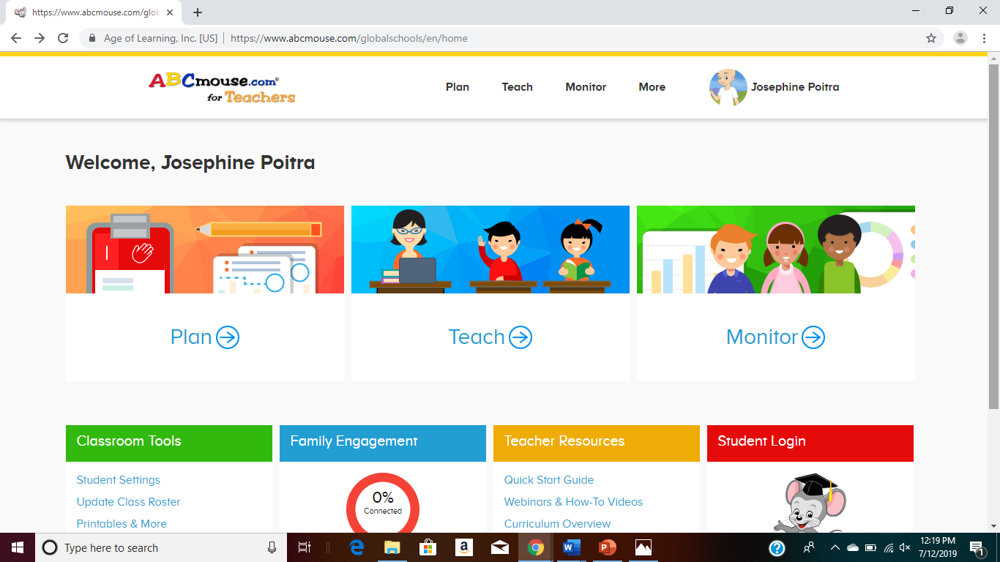 https://www.abcmouse.com/glob
Age of Learning, Inc. [US] | https://www.abcmouse.com/globalschools/en/home
ABCmouse.com®
for Teachers
Plan Teach Monitor More Josephine Poitra
Welcome, Josephine Poitra
Plan Teach Monitor
Classroom Tools Family Engagement Teacher Resources Student Login
Student Settings Quick Start Guide
0%
Connected
Update Class Roster Webinars & How-To Videos
Printables & More Curriculum Overview
Type here to search
12:19 PM
7/12/2019
1